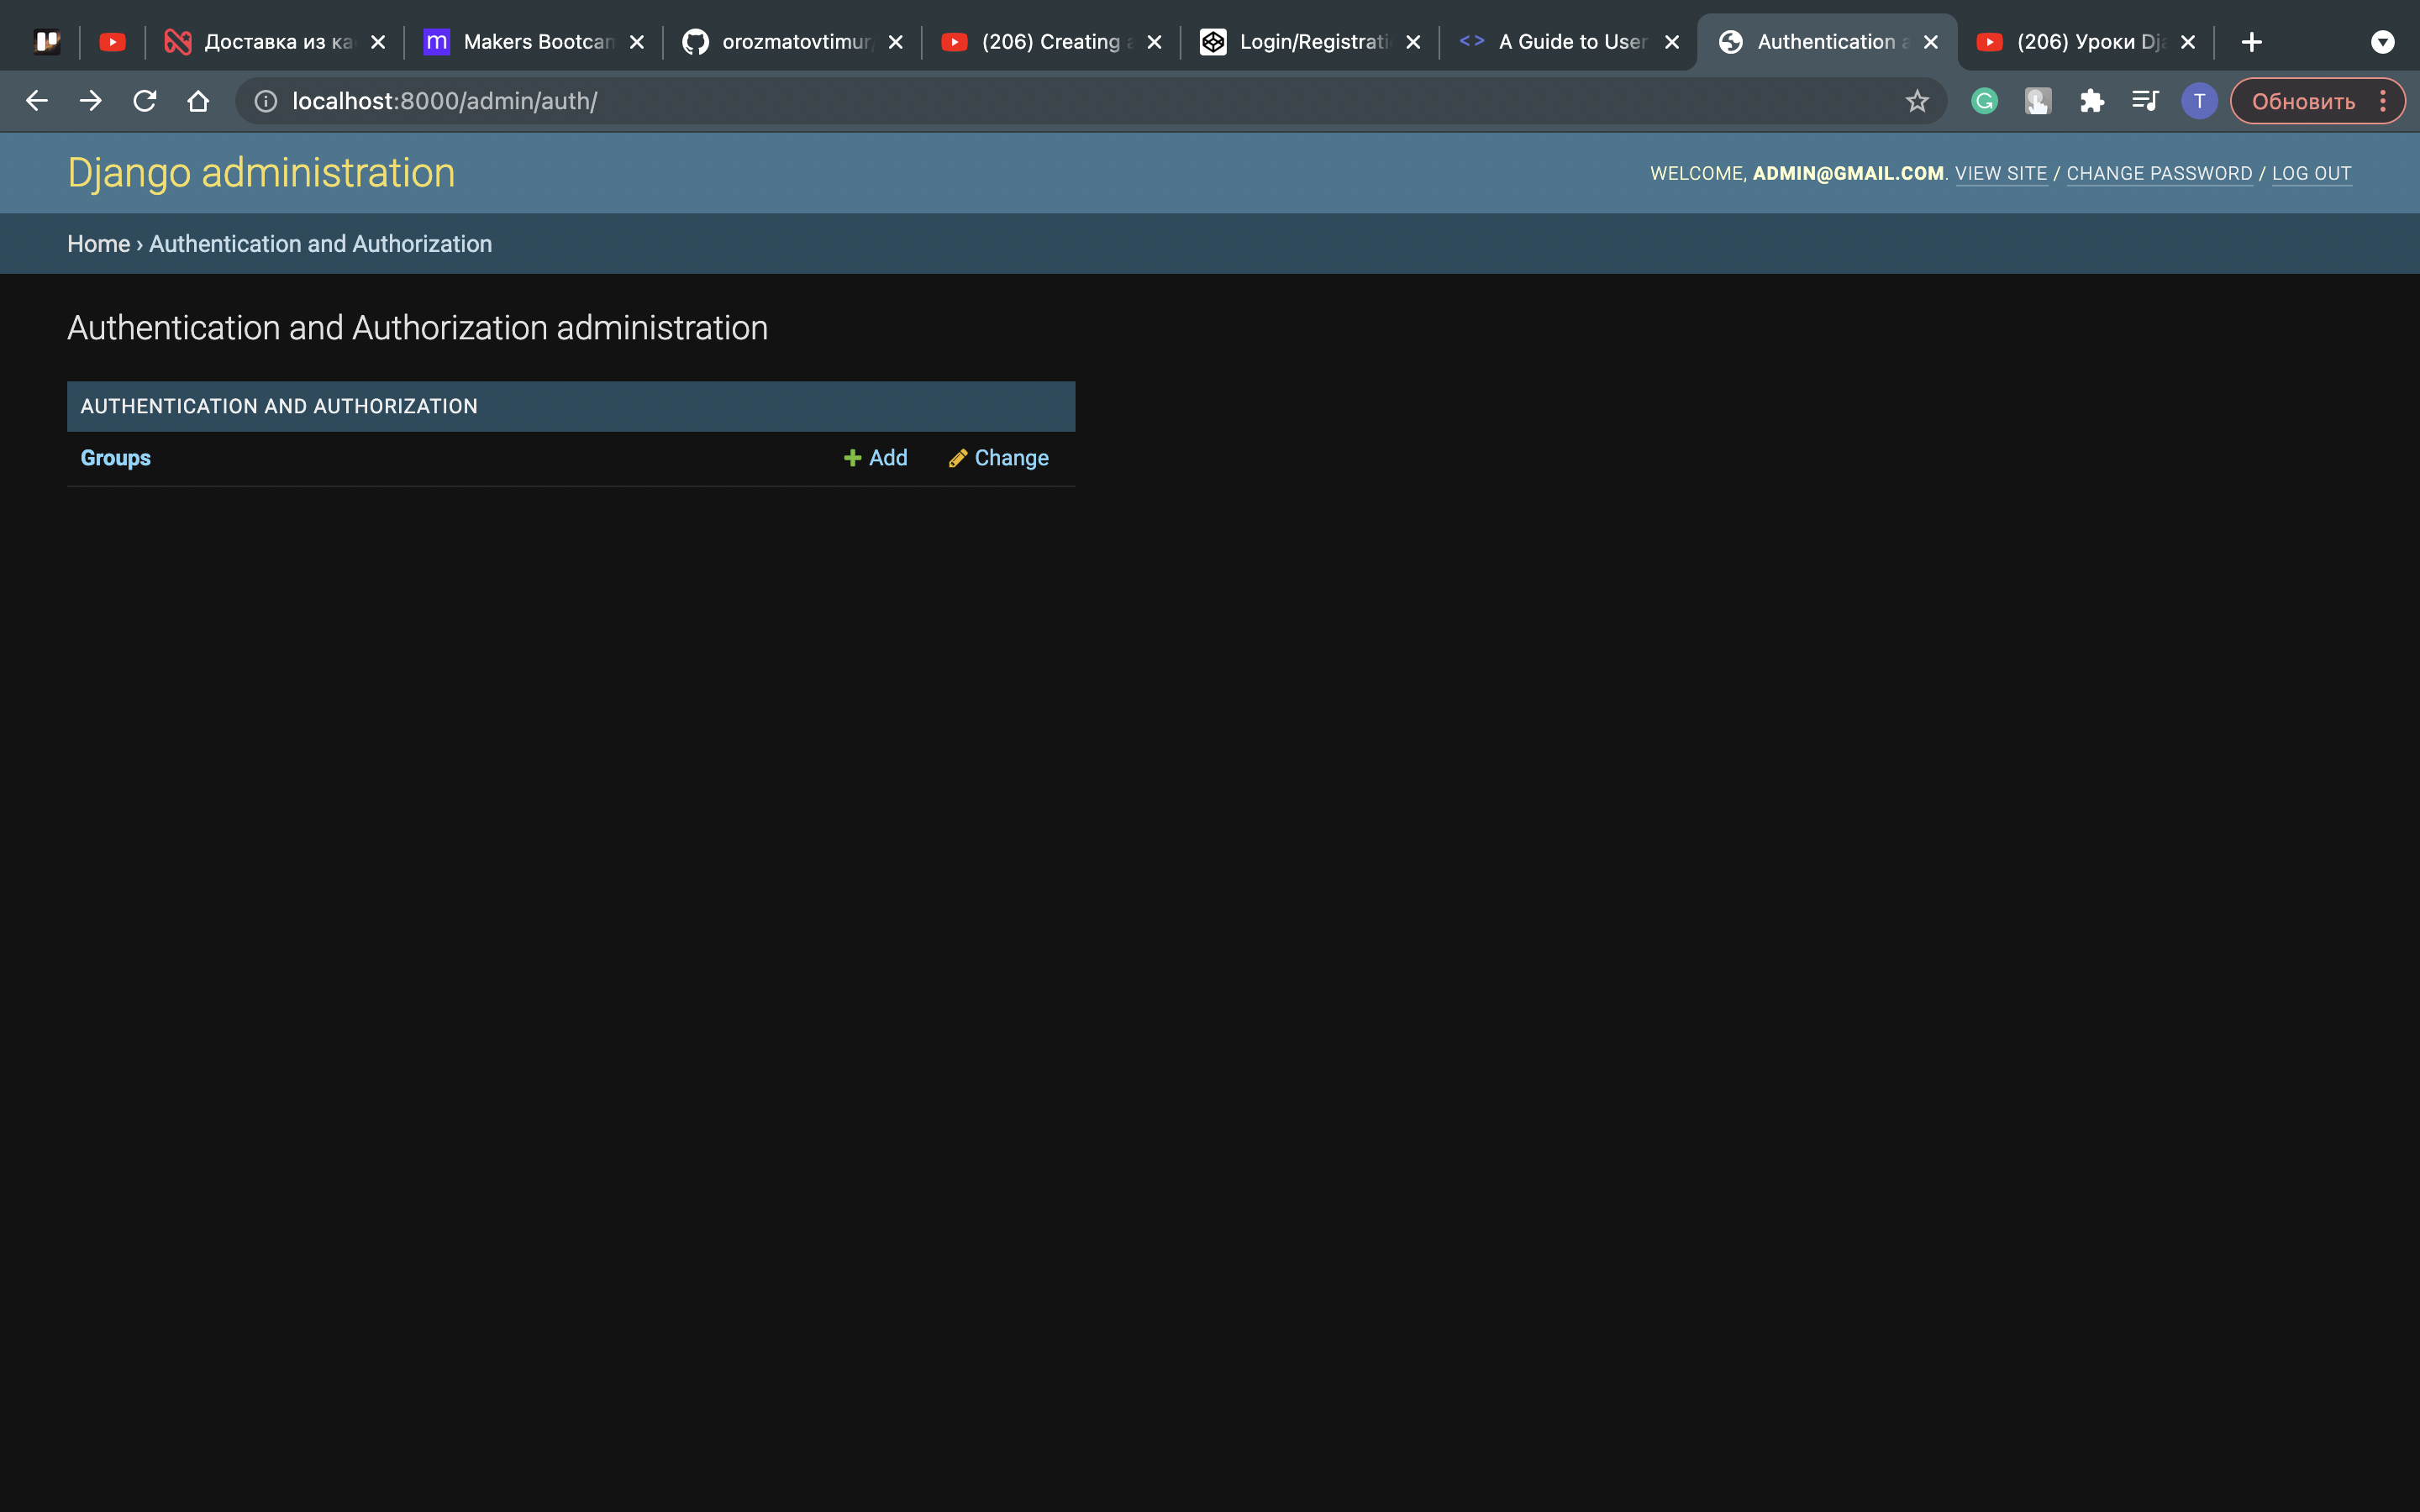 Доставка из ка
m Makers Bootcam
orozmatovtimur/
(206) Creating a
Login/Registrati
<> A Guide to User
Authentication a
(206) Уроки Dja
localhost:8000/admin/auth/
G
T
Обновить
Django administration
WELCOME, ADMIN@GMAIL.COM. VIEW SITE / CHANGE PASSWORD / LOG OUT
Home › Authentication and Authorization
Authentication and Authorization administration
AUTHENTICATION AND AUTHORIZATION
Groups
Add
Change